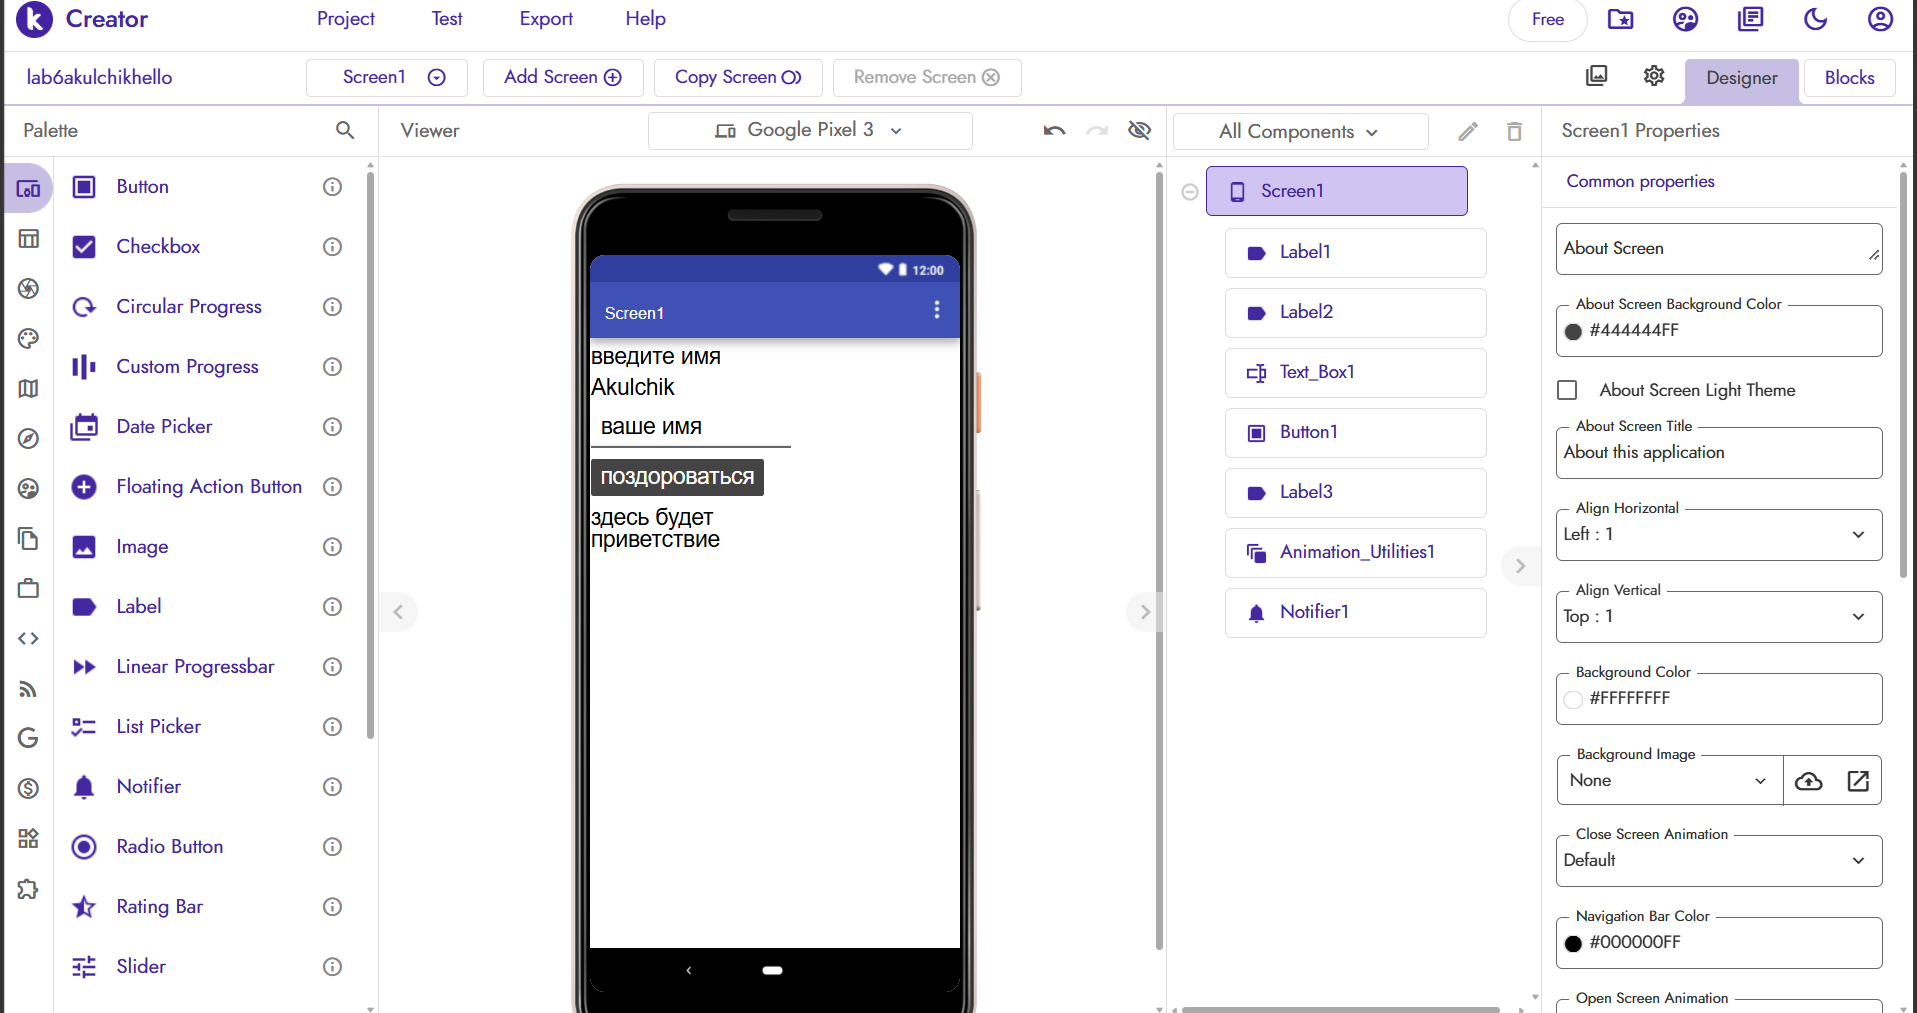 Creator
Project
Test
Export
Help
Free
lab6akulchikhello
Screen1
Add Screen
Copy Screen
Remove Screen
Designer
Blocks
Palette
Button
Checkbox
Circular Progress
Custom Progress
Date Picker
Floating Action Button
Image
Label
Linear Progressbar
List Picker
Notifier
Radio Button
Rating Bar
Slider
Viewer
Google Pixel 3
12:00
Screen1
введите имя
Akulchik
ваше имя
поздороваться
здесь будет
приветствие
All Components
Screen1
Label1
Label2
Text_Box1
Button1
Label3
Animation_Utilities1
Notifier1
Screen1 Properties
Common properties
About Screen
About Screen Background Color
#444444FF
About Screen Light Theme
About Screen Title
About this application
Align Horizontal
Left : 1
Align Vertical
Top : 1
Background Color
#FFFFFFFF
Background Image
None
Close Screen Animation
Default
Navigation Bar Color
#000000FF
Open Screen Animation